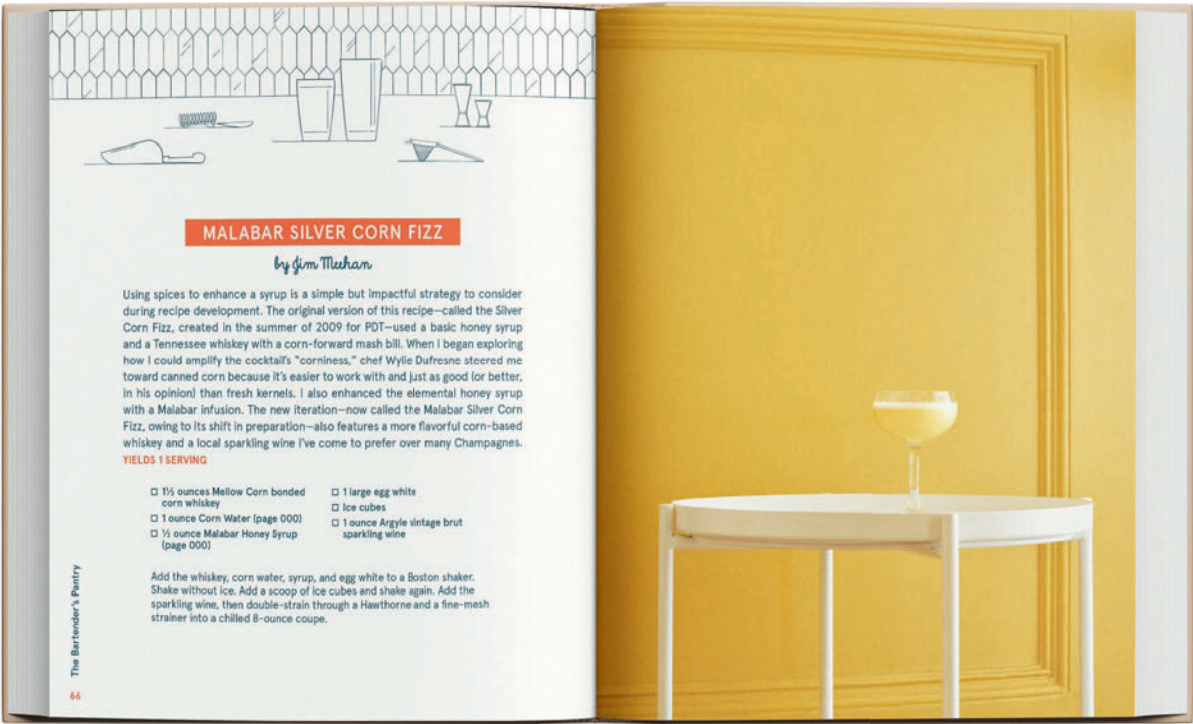 MALABAR SILVER CORN FIZZ
by Jim Meehan
Using spices to enhance a syrup is a simple but impactful strategy to consider
during recipe development. The original version of this recipe—called the Silver
Corn Fizz, created in the summer of 2009 for PDT—used a basic honey syrup
and a Tennessee whiskey with a corn-forward mash bill. When I began exploring
how I could amplify the cocktail's "corniness," chef Wylie Dufresne steered me
toward canned corn because it's easier to work with and just as good (or better,
in his opinion) than fresh kernels. I also enhanced the elemental honey syrup
with a Malabar infusion. The new iteration—now called the Malabar Silver Corn
Fizz, owing to its shift in preparation—also features a more flavorful corn-based
whiskey and a local sparkling wine I've come to prefer over many Champagnes.
YIELDS 1 SERVING
1½ ounces Mellow Corn bonded
corn whiskey
1 ounce Corn Water (page 000)
½ ounce Malabar Honey Syrup
(page 000)
1 large egg white
Ice cubes
1 ounce Argyle vintage brut
sparkling wine
Add the whiskey, corn water, syrup, and egg white to a Boston shaker.
Shake without ice. Add a scoop of ice cubes and shake again. Add the
sparkling wine, then double-strain through a Hawthorne and a fine-mesh
strainer into a chilled 8-ounce coupe.
The Bartender's Pantry
66